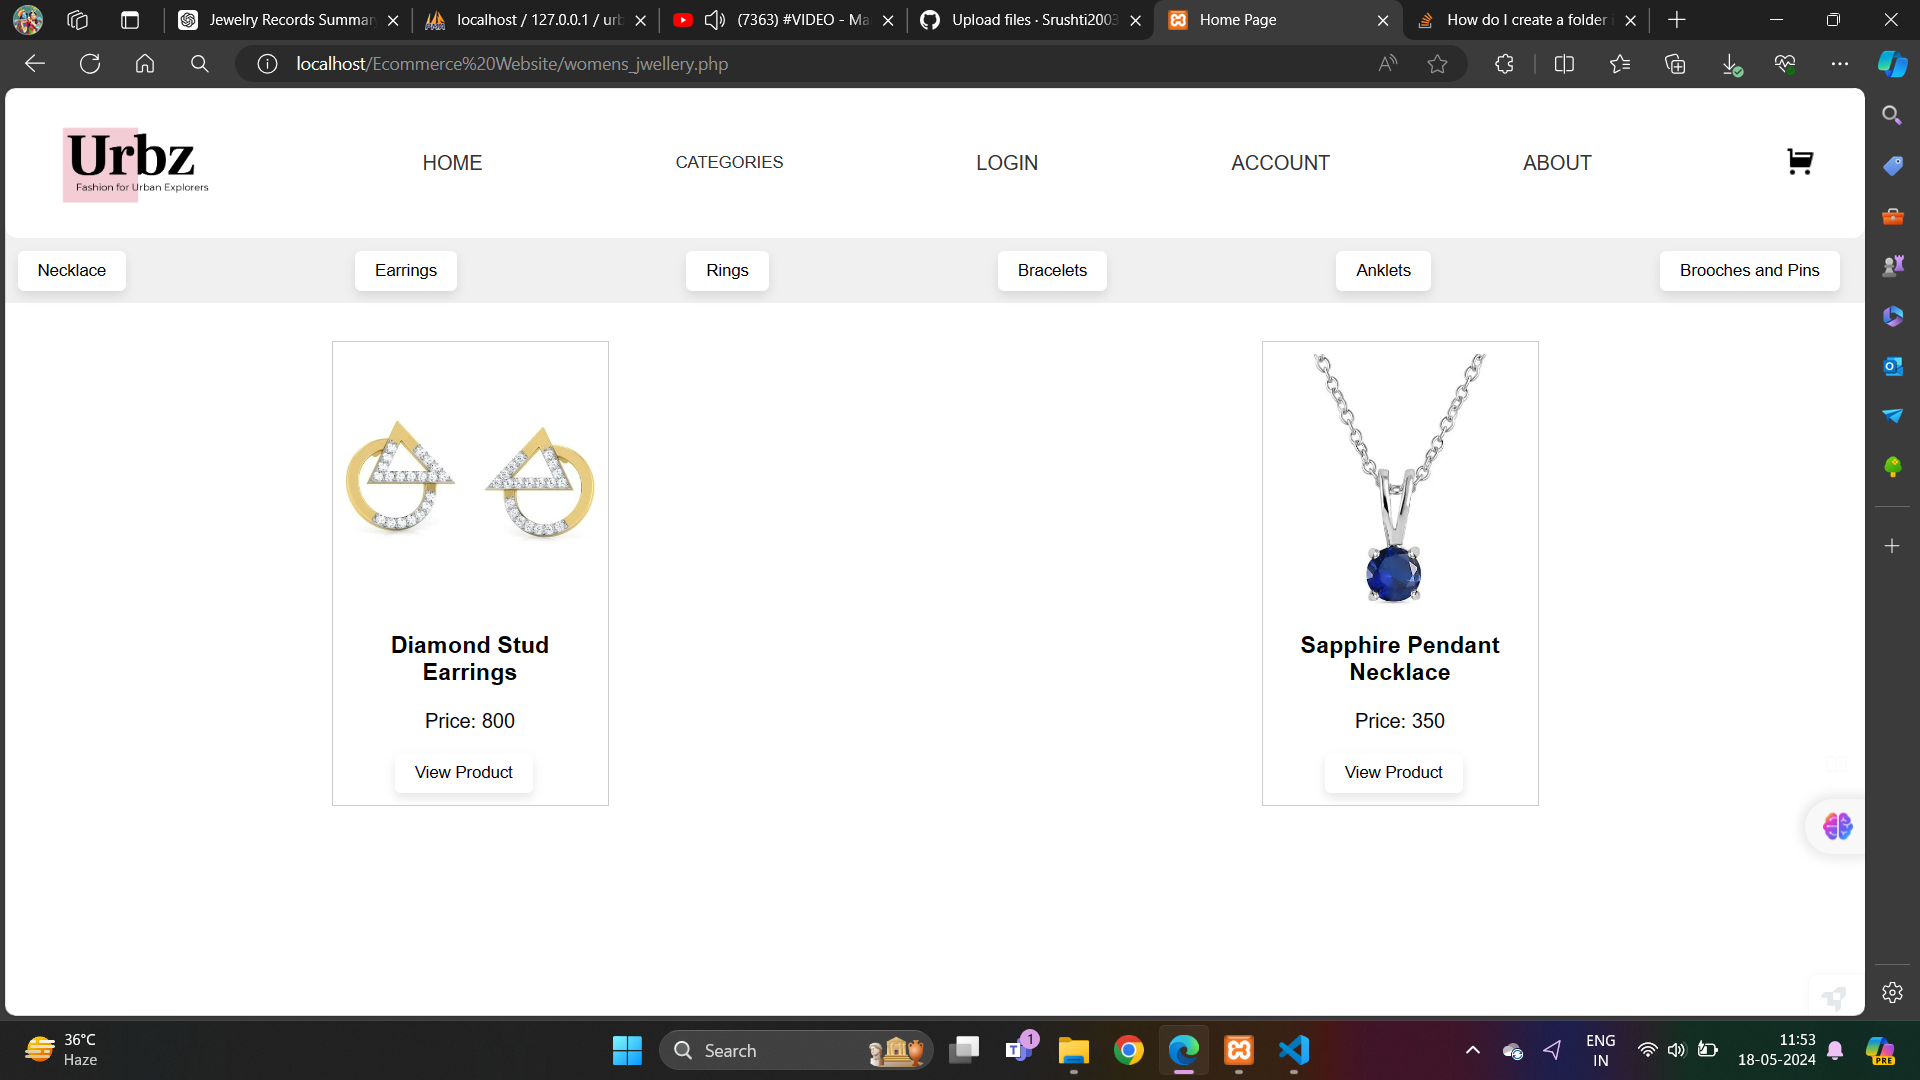 Jewelry Records Summar
localhost / 127.0.0.1 / urb
(7363) #VIDEO - Ma
Upload files · Srushti2003
Home Page
How do I create a folder i
localhost/Ecommerce%20Website/womens_jwellery.php
Urbz
Fashion for Urban Explorers
HOME
CATEGORIES
LOGIN
ACCOUNT
ABOUT
Necklace
Earrings
Rings
Bracelets
Anklets
Brooches and Pins
Diamond Stud
Earrings
Price: 800
View Product
Sapphire Pendant
Necklace
Price: 350
View Product
36°C
Haze
Search
1
ENG
IN
11:53
18-05-2024
PRE